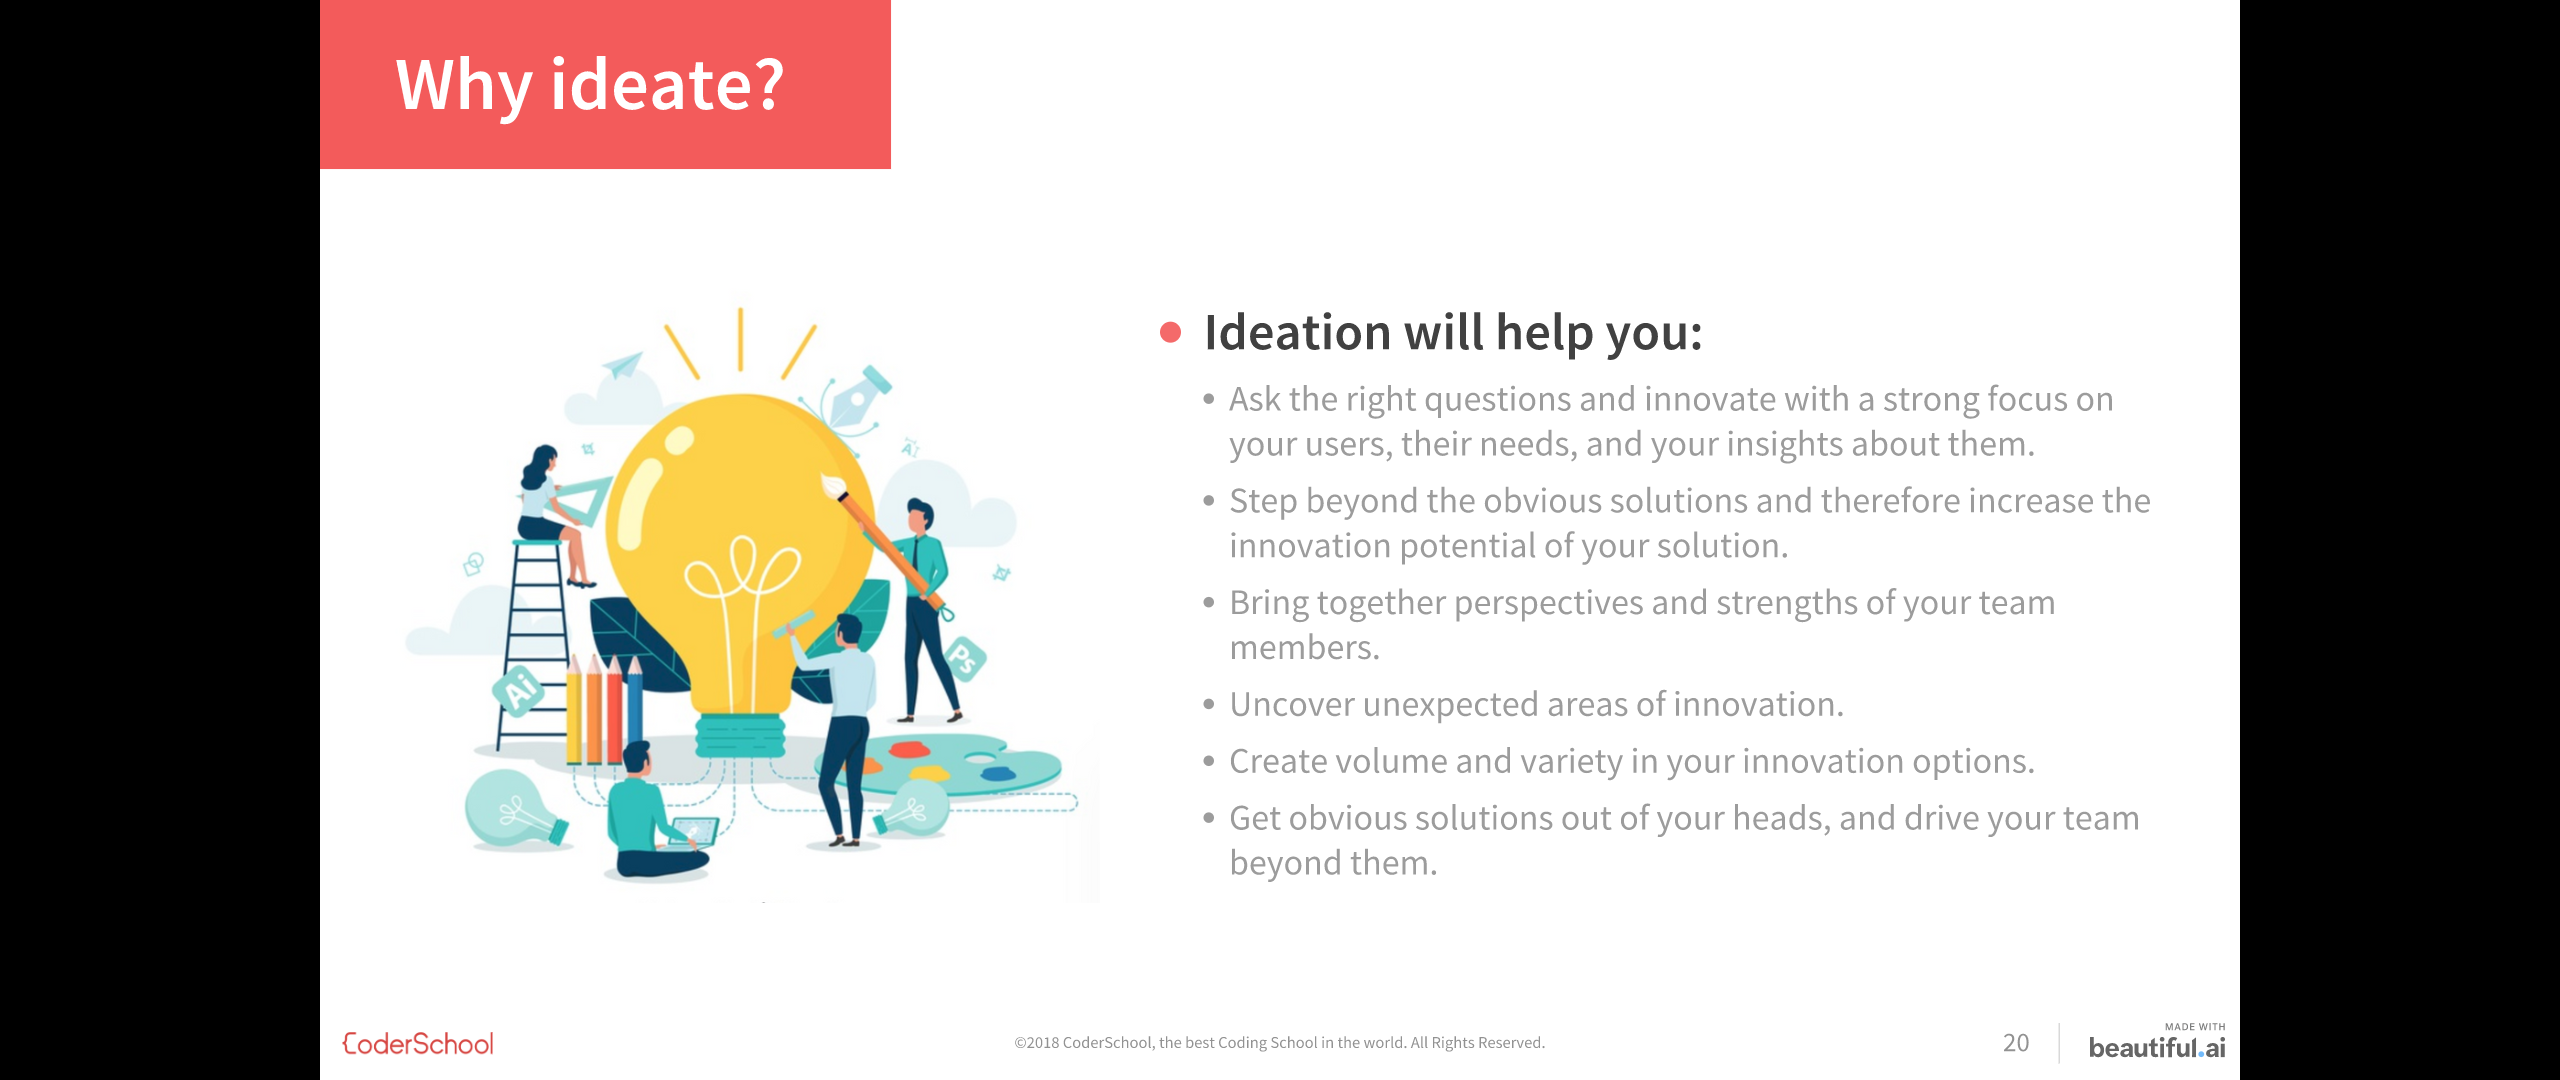 Why ideate?
Ideation will help you:
• Ask the right questions and innovate with a strong focus on
your users, their needs, and your insights about them.
• Step beyond the obvious solutions and therefore increase the
innovation potential of your solution.
• Bring together perspectives and strengths of your team
members.
• Uncover unexpected areas of innovation.
• Create volume and variety in your innovation options.
• Get obvious solutions out of your heads, and drive your team
beyond them.
AI
Ps
Ai
CoderSchool
©2018 CoderSchool, the best Coding School in the world. All Rights Reserved.
20
MADE WITH
beautiful.ai